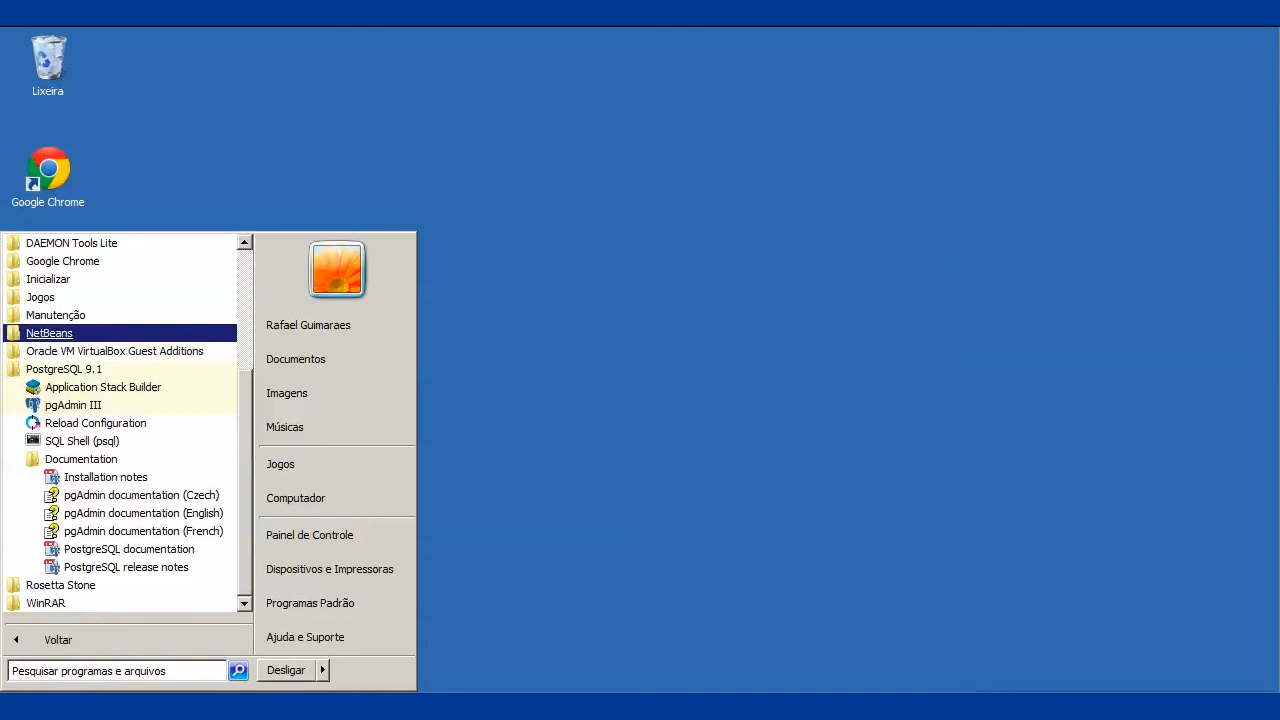 Lixeira
Google Chrome
DAEMON Tools Lite
Google Chrome
Inicializar
Jogos
Manutenção
NetBeans
Oracle VM VirtualBox Guest Additions
PostgreSQL 9.1
Application Stack Builder
pgAdmin III
Reload Configuration
SQL Shell (psql)
Documentation
Installation notes
pgAdmin documentation (Czech)
pgAdmin documentation (English)
pgAdmin documentation (French)
PostgreSQL documentation
PostgreSQL release notes
Rosetta Stone
WinRAR
Voltar
Pesquisar programas e arquivos
Rafael Guimaraes
Documentos
Imagens
Músicas
Jogos
Computador
Painel de Controle
Dispositivos e Impressoras
Programas Padrão
Ajuda e Suporte
Desligar